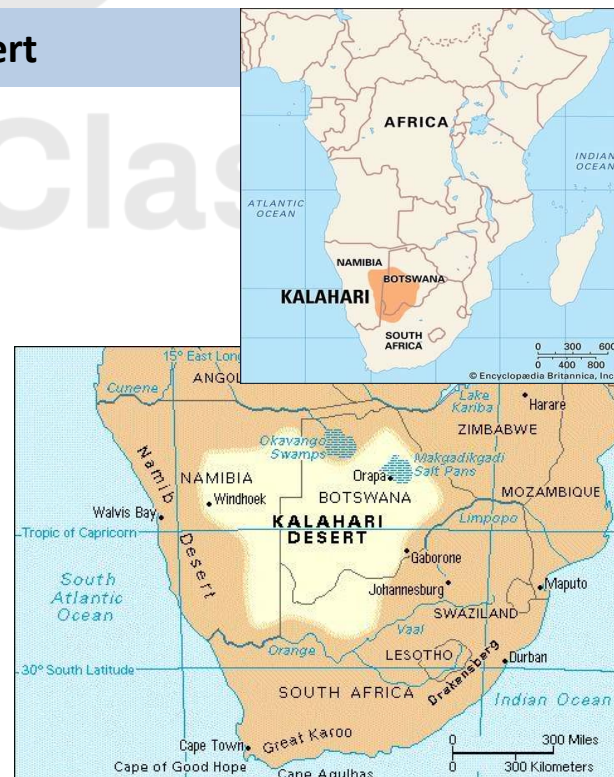 ert
Clas
AFRICA
INDIAN
OCEAN
ATLANTIC
OCEAN
NAMIBIA
BOTSWANA
KALAHARI
SOUTH
AFRICA
0 300 600
0 400 800
© Encyclopædia Britannica, Inc
15° East Long
Cunene
ANGOL
Lake
Kariba
Harare
ZIMBABWE
Okavango
Swamps
Makgadikgadi
Salt Pans
Orapa
NAMIBIA
Windhoek
BOTSWANA
MOZAMBIQUE
Namib
Desert
Walvis Bay
KALAHARI
DESERT
Limpopo
Tropic of Capricorn
Gaborone
South
Atlantic
Ocean
Johannesburg
Maputo
SWAZILAND
Vaal
Orange
LESOTHO
Drakensberg
Durban
30° South Latitude
SOUTH AFRICA
Indian Ocean
Great Karoo
Cape Town
Cape of Good Hope
Cape Agulhas
0 300 Miles
0 300 Kilometers